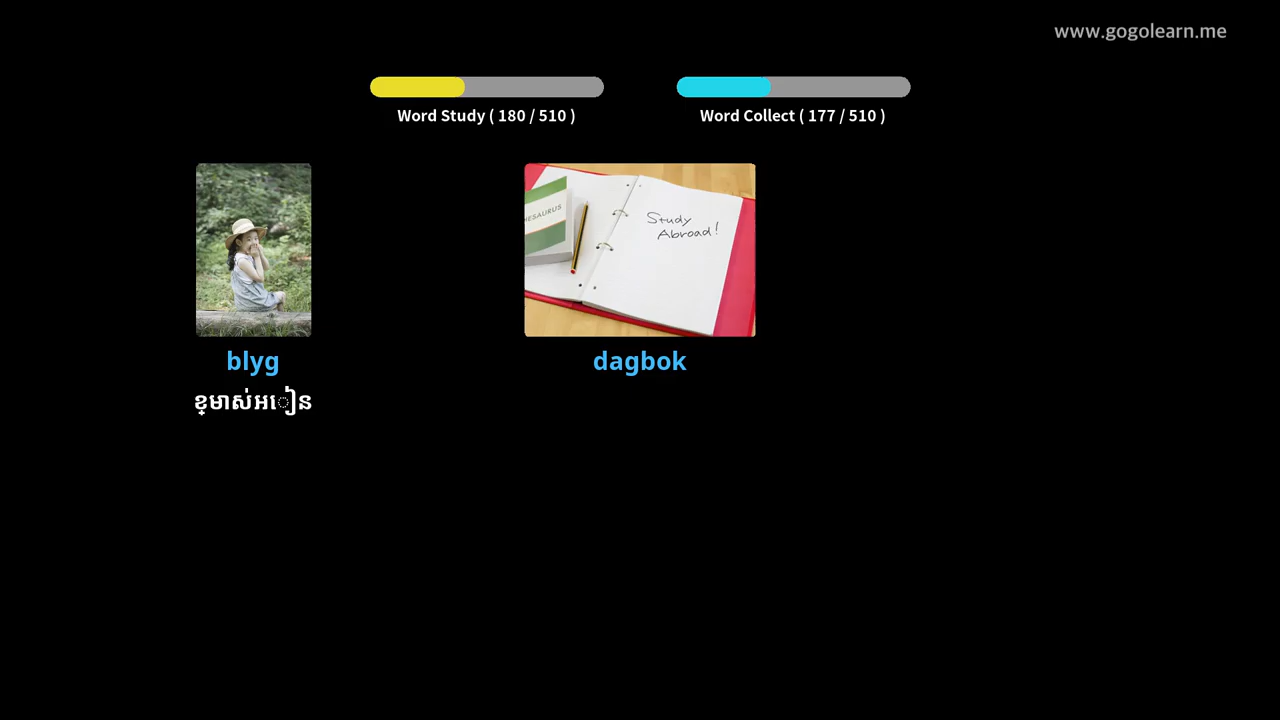 www.gogolearn.me
Word Study ( 180 / 510 )
Word Collect ( 177 / 510 )
THESAURUS
Study
Abroad!
blyg
dagbok
ខ្មាស់អៀន